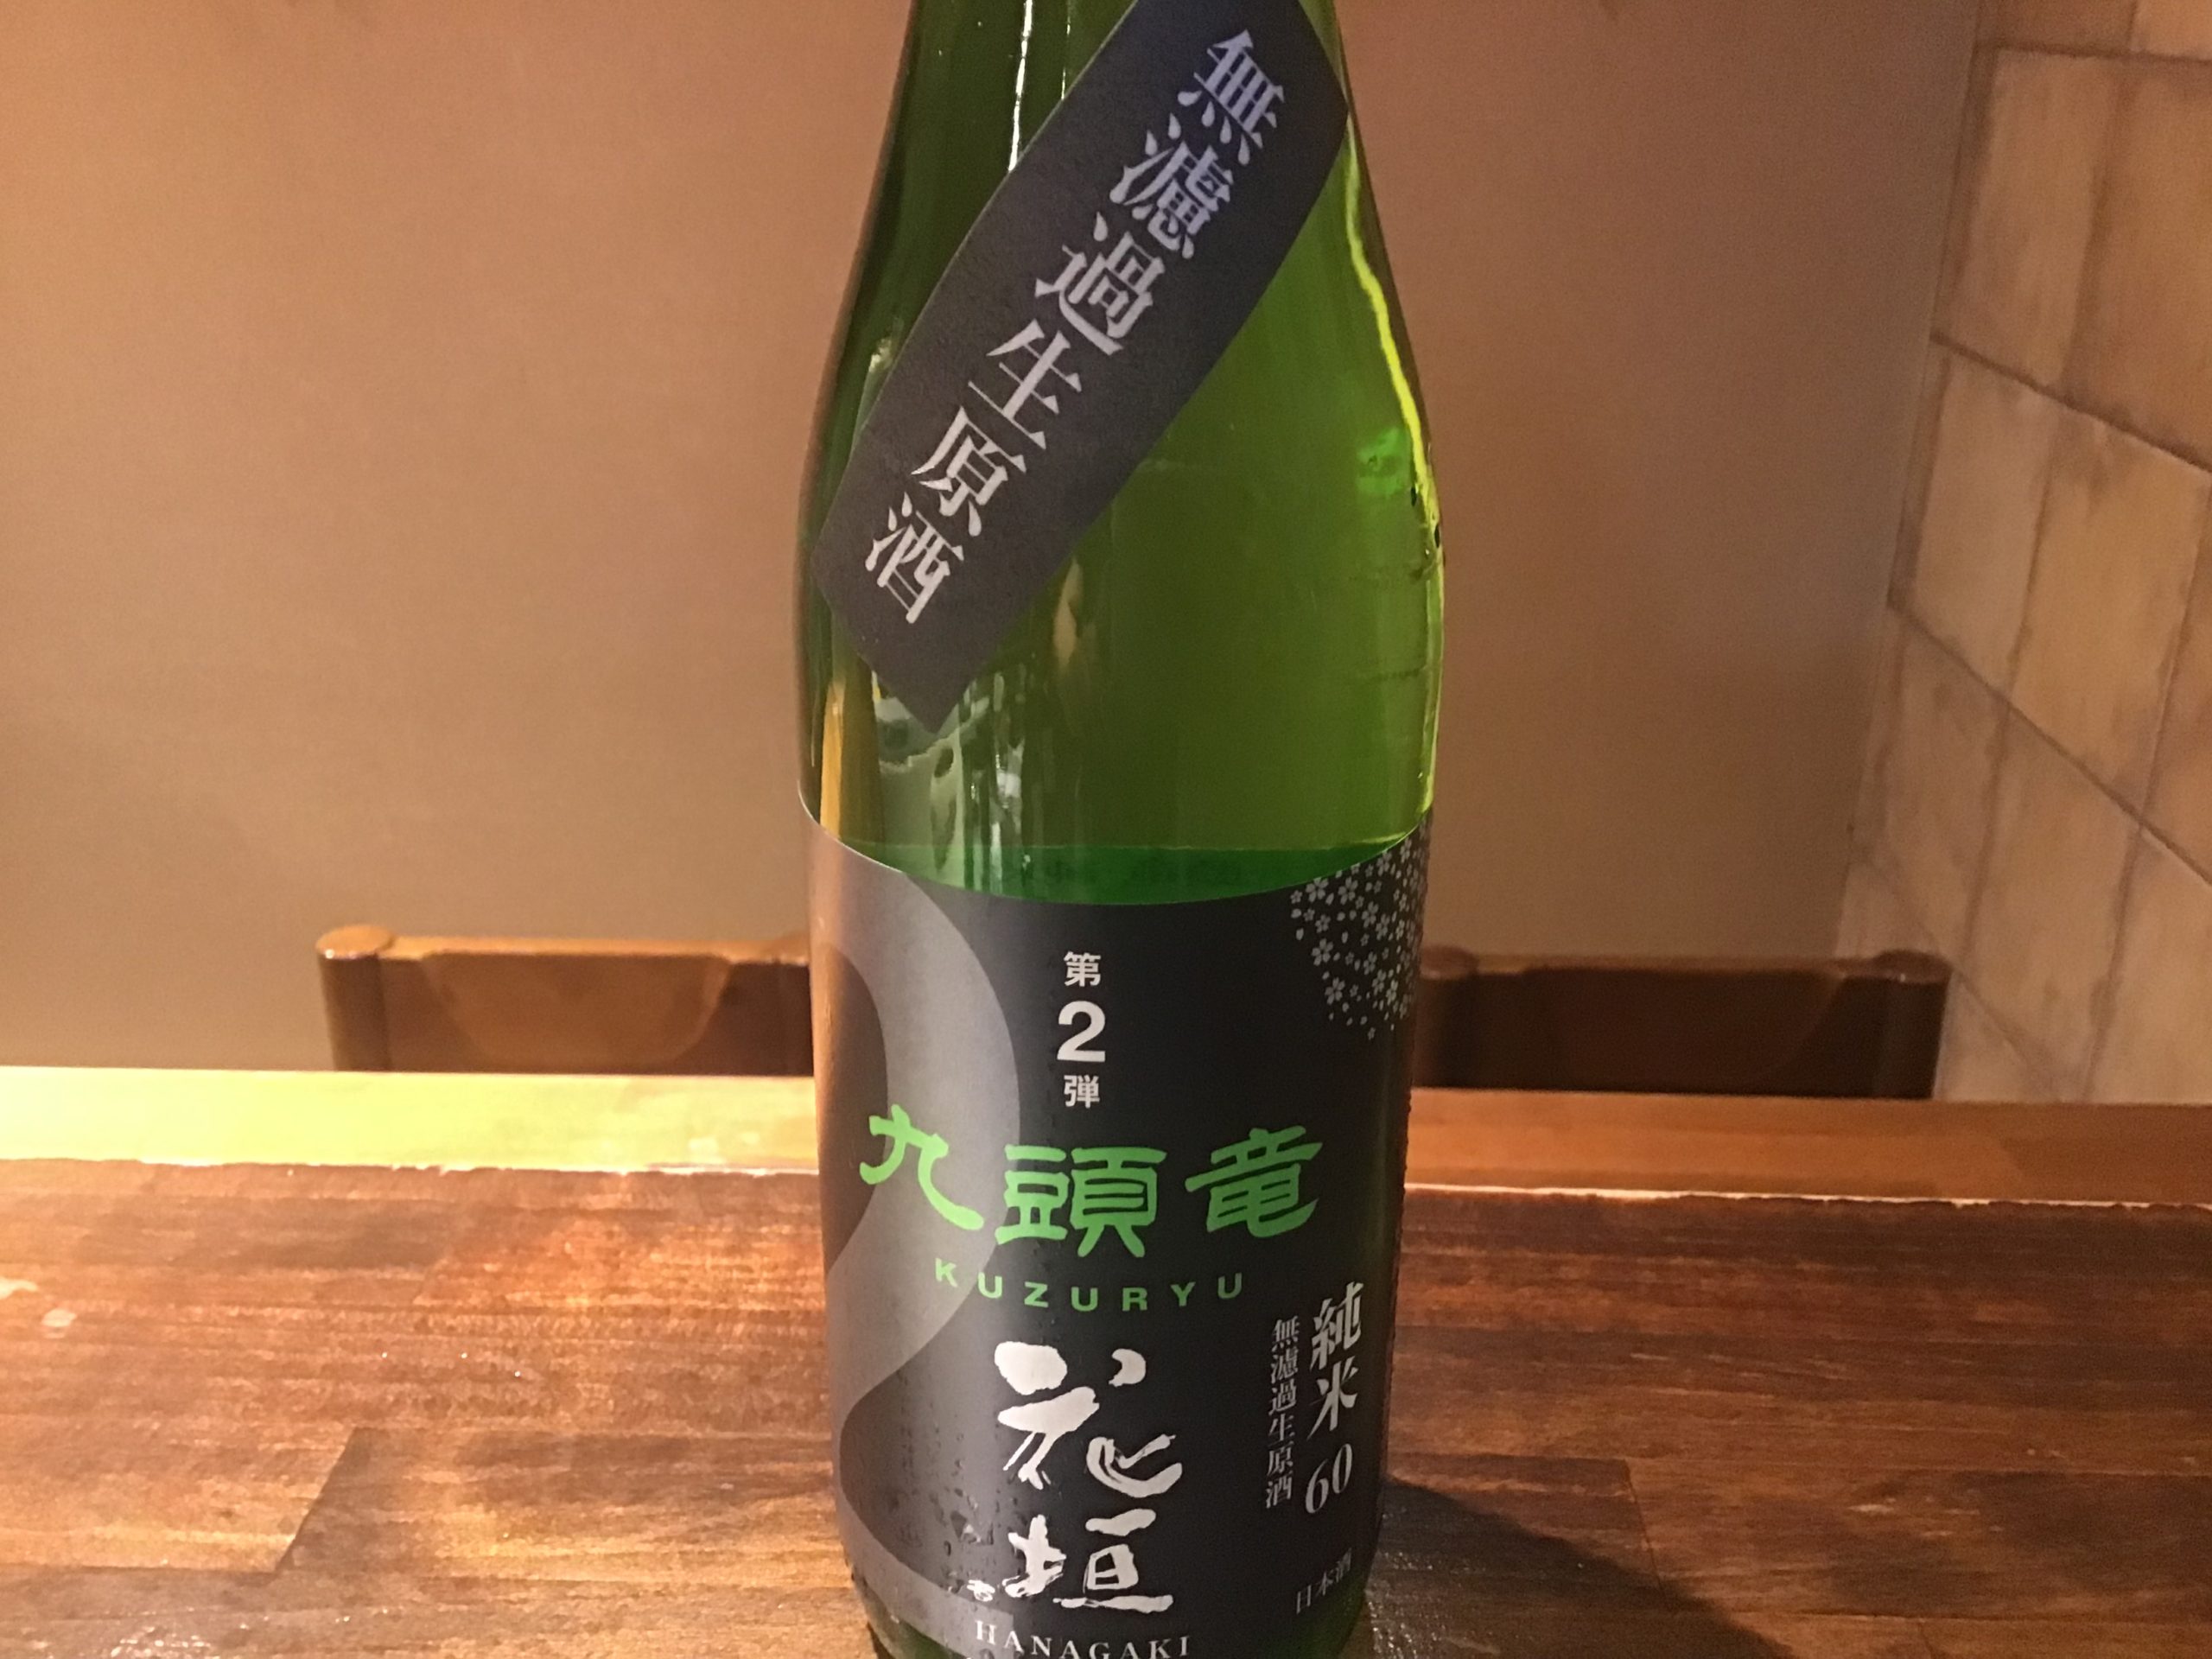 無濾過生原酒
第2弾
九頭竜
KUZURYU
純米60
無濾過生原酒
花垣
HANAGAKI
日本酒